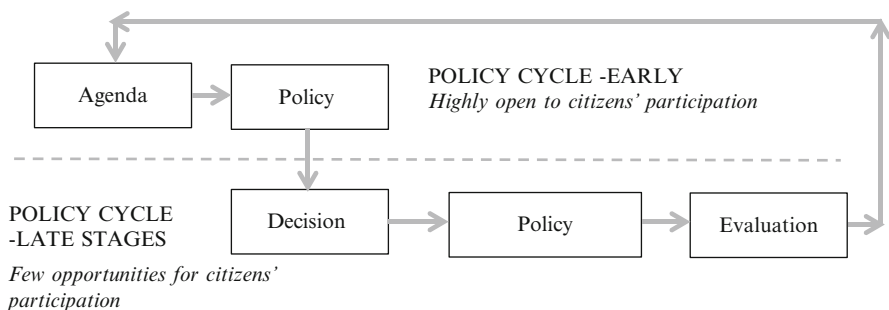 POLICY CYCLE -EARLY
Highly open to citizens' participation
Agenda
Policy
POLICY CYCLE
-LATE STAGES
Few opportunities for citizens'
participation
Decision
Policy
Evaluation